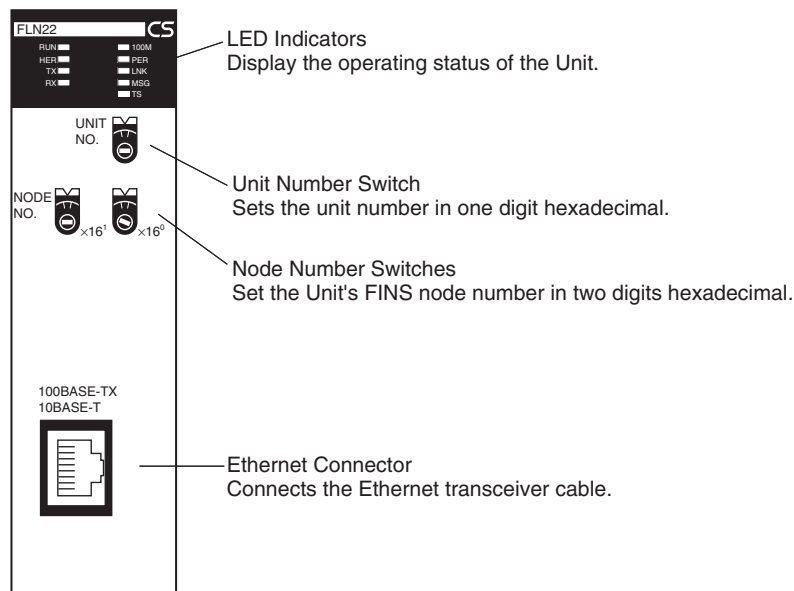 FLN22
CS
RUN
HER
TX
RX
100M
PER
LNK
MSG
TS
LED Indicators
Display the operating status of the Unit.
UNIT
NO.
Unit Number Switch
Sets the unit number in one digit hexadecimal.
NODE
NO.
×16¹
×16⁰
Node Number Switches
Set the Unit's FINS node number in two digits hexadecimal.
100BASE-TX
10BASE-T
Ethernet Connector
Connects the Ethernet transceiver cable.